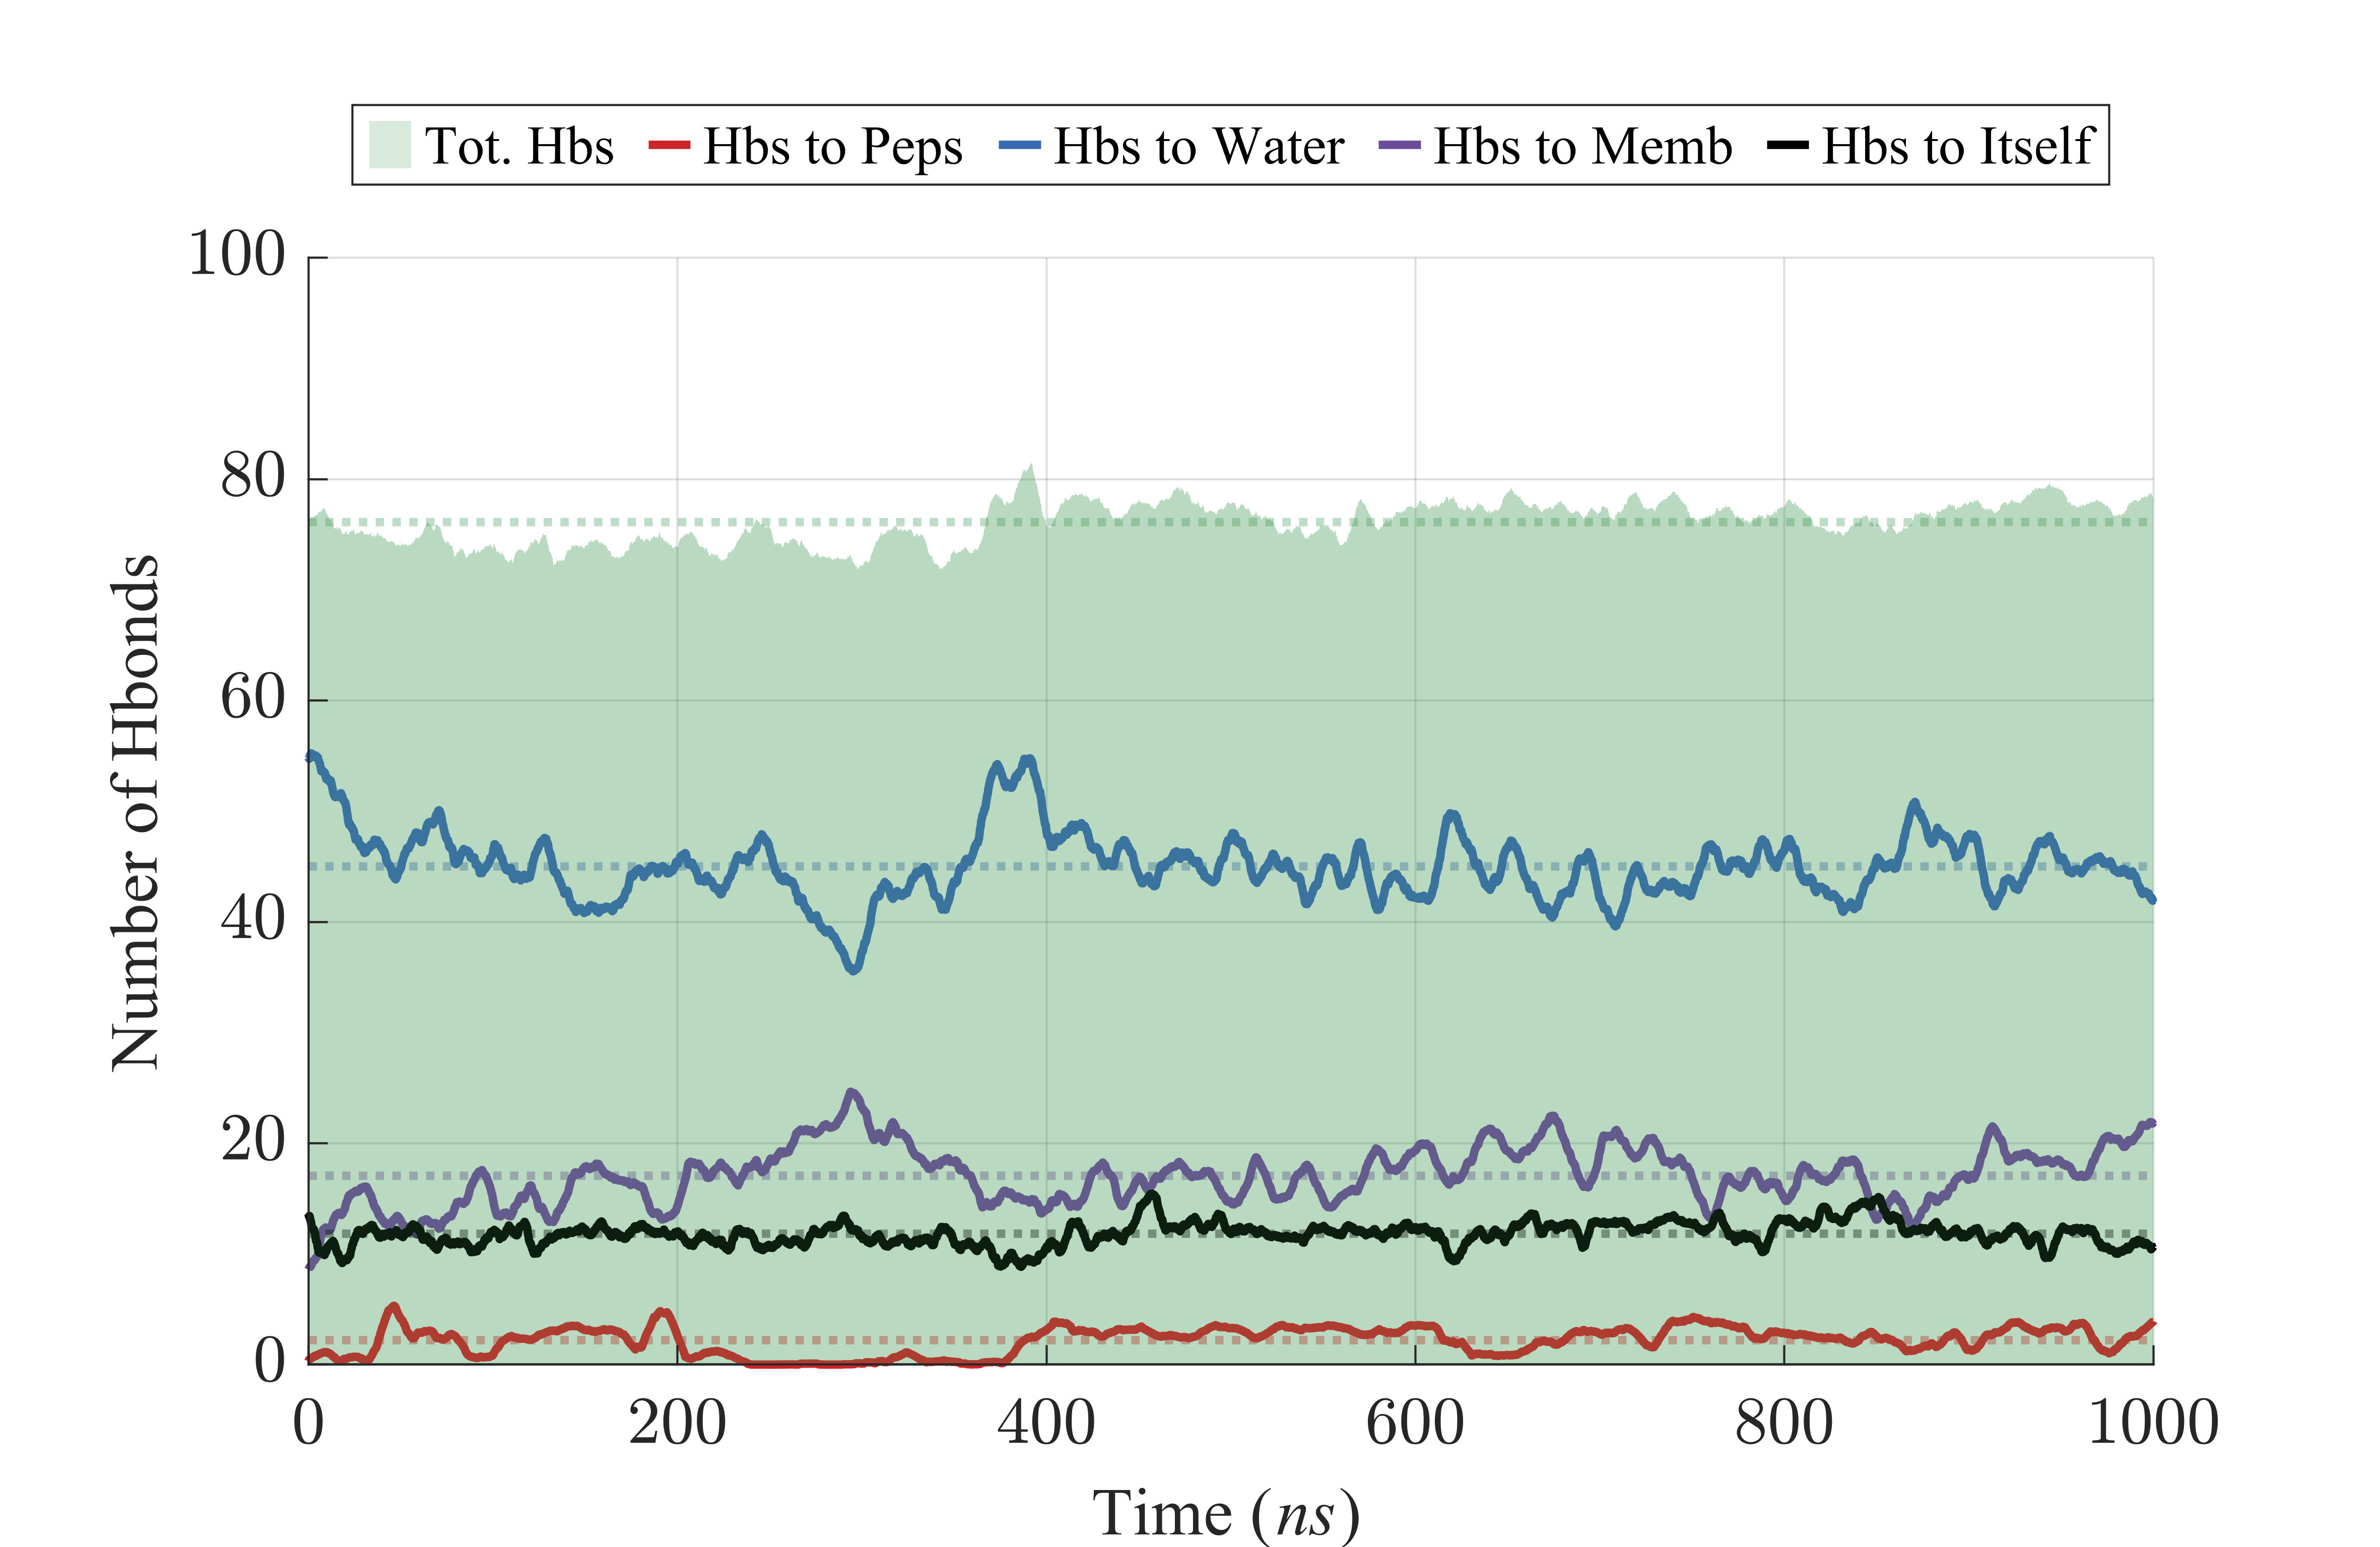 Tot. Hbs Hbs to Peps Hbs to Water Hbs to Memb Hbs to Itself
100
80
60
40
20
0
Number of Hbonds
0 200 400 600 800 1000
Time (ns)